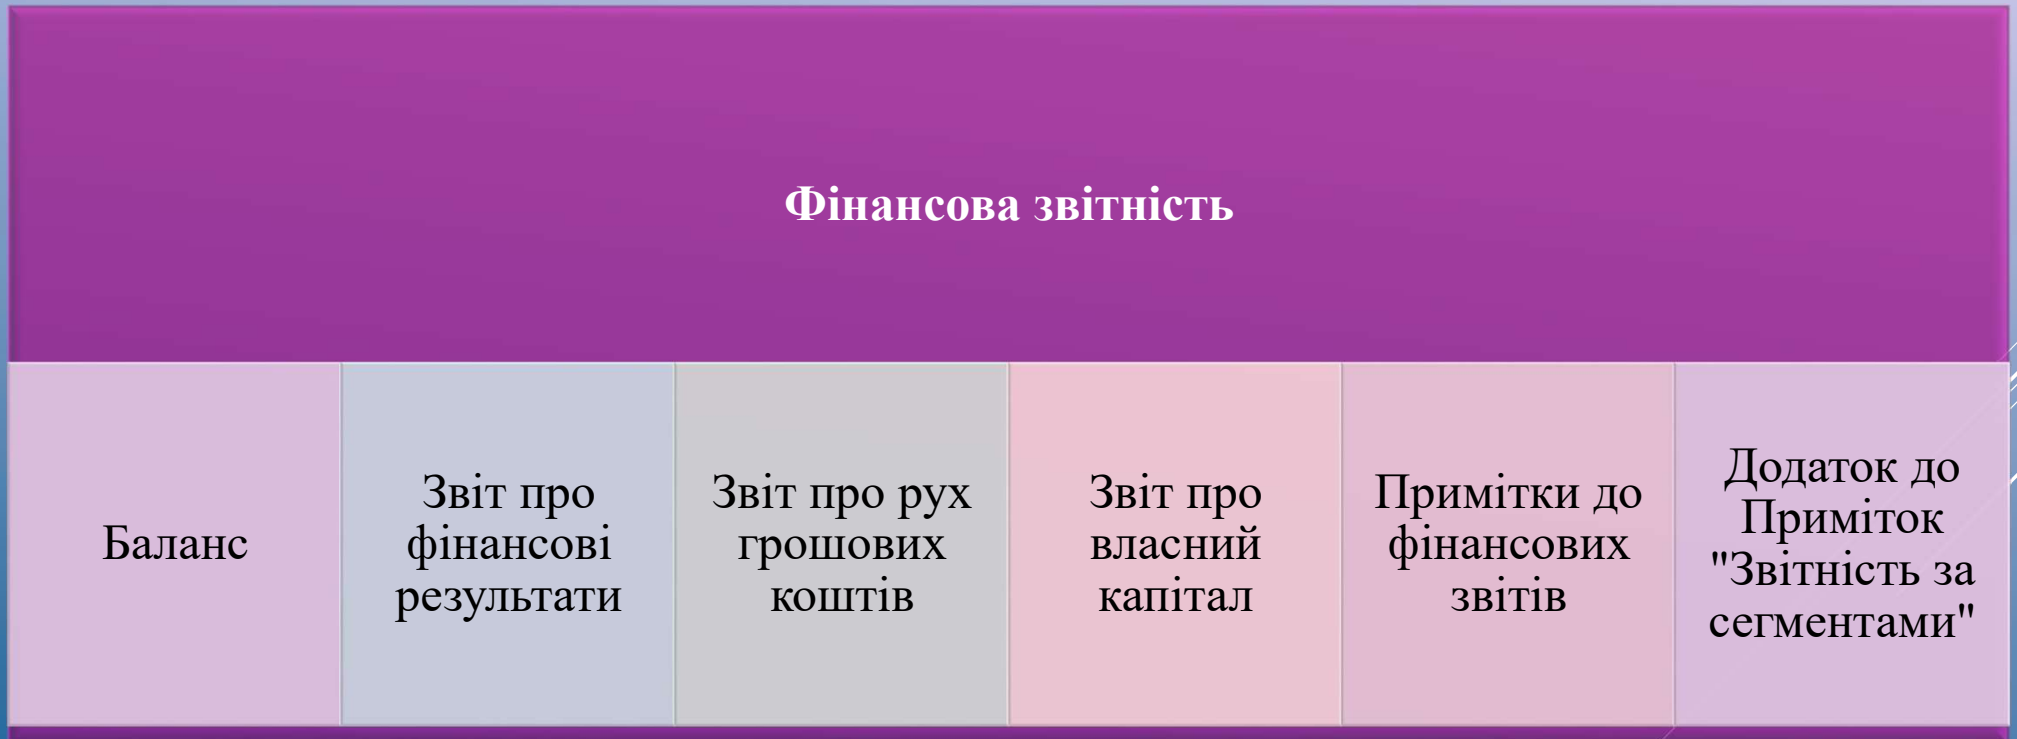 Фінансова звітність
Баланс
Звіт про
фінансові
результати
Звіт про рух
грошових
коштів
Звіт про
власний
капітал
Примітки до
фінансових
звітів
Додаток до
Приміток
"Звітність за
сегментами"